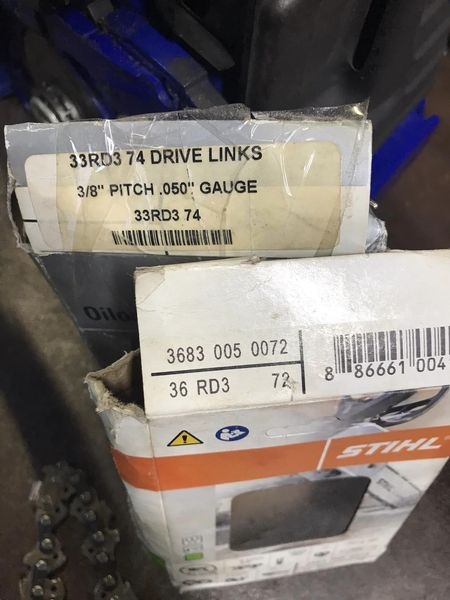 33RD3 74 DRIVE LINKS
3/8" PITCH .050" GAUGE
33RD3 74
3683 005 0072
36 RD3 72
8 86661 004
STIHL